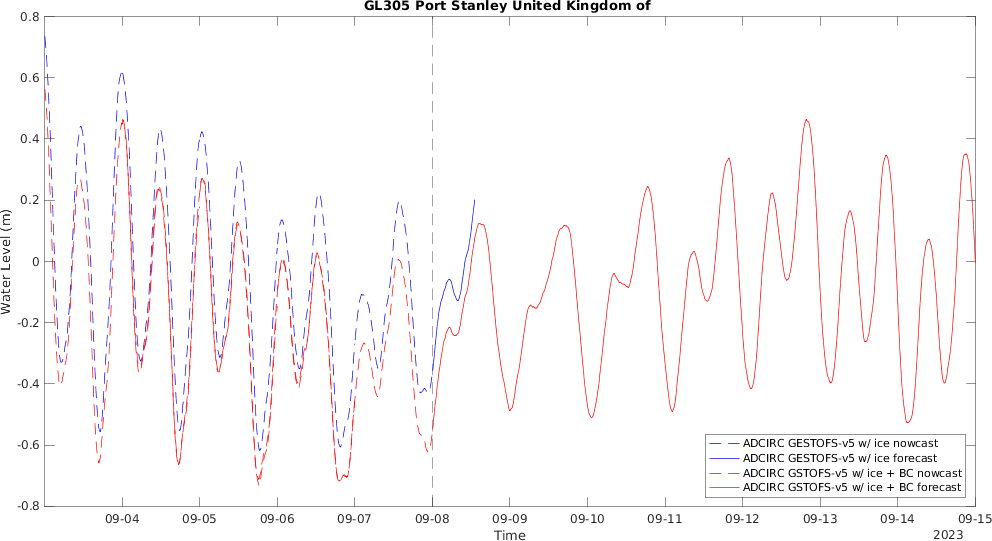 GL305 Port Stanley United Kingdom of
Water Level (m)
0.8
0.6
0.4
0.2
0
-0.2
-0.4
-0.6
-0.8
ADCIRC GESTOFS-v5 w/ ice nowcast
ADCIRC GESTOFS-v5 w/ ice forecast
ADCIRC GSTOFS-v5 w/ ice + BC nowcast
ADCIRC GSTOFS-v5 w/ ice + BC forecast
09-04 09-05 09-06 09-07 09-08 09-09 09-10 09-11 09-12 09-13 09-14 09-15
Time
2023